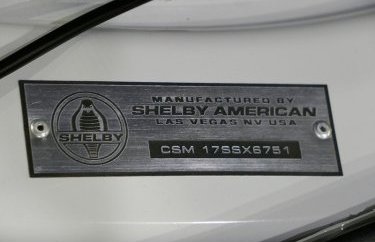 MANUFACTURED BY
SHELBY AMERICAN
LAS VEGAS NV USA
SHELBY
CSM 17SSX6751